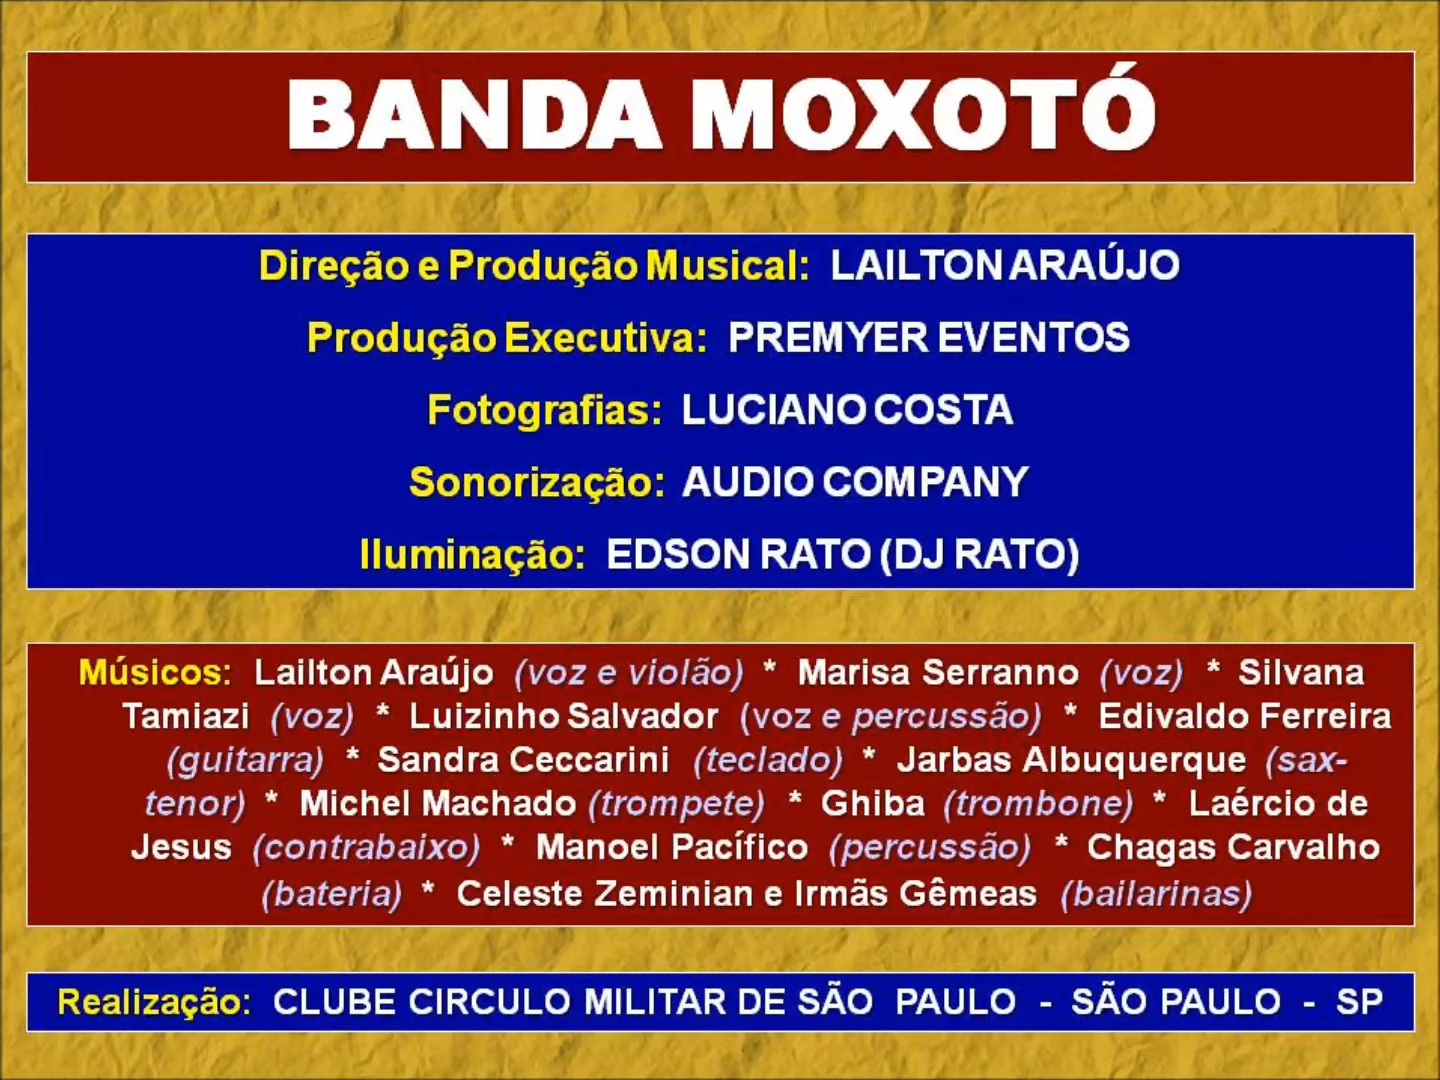 BANDA MOXOTÓ
Direção e Produção Musical: LAILTON ARAÚJO
Produção Executiva: PREMYER EVENTOS
Fotografias: LUCIANO COSTA
Sonorização: AUDIO COMPANY
Iluminação: EDSON RATO (DJ RATO)
Músicos: Lailton Araújo (voz e violão) * Marisa Serranno (voz) * Silvana
Tamiazi (voz) * Luizinho Salvador (voz e percussão) * Edivaldo Ferreira
(guitarra) * Sandra Ceccarini (teclado) * Jarbas Albuquerque (sax-
tenor) * Michel Machado (trompete) * Ghiba (trombone) * Laércio de
Jesus (contrabaixo) * Manoel Pacífico (percussão) * Chagas Carvalho
(bateria) * Celeste Zeminian e Irmãs Gêmeas (bailarinas)
Realização: CLUBE CIRCULO MILITAR DE SÃO PAULO - SÃO PAULO - SP